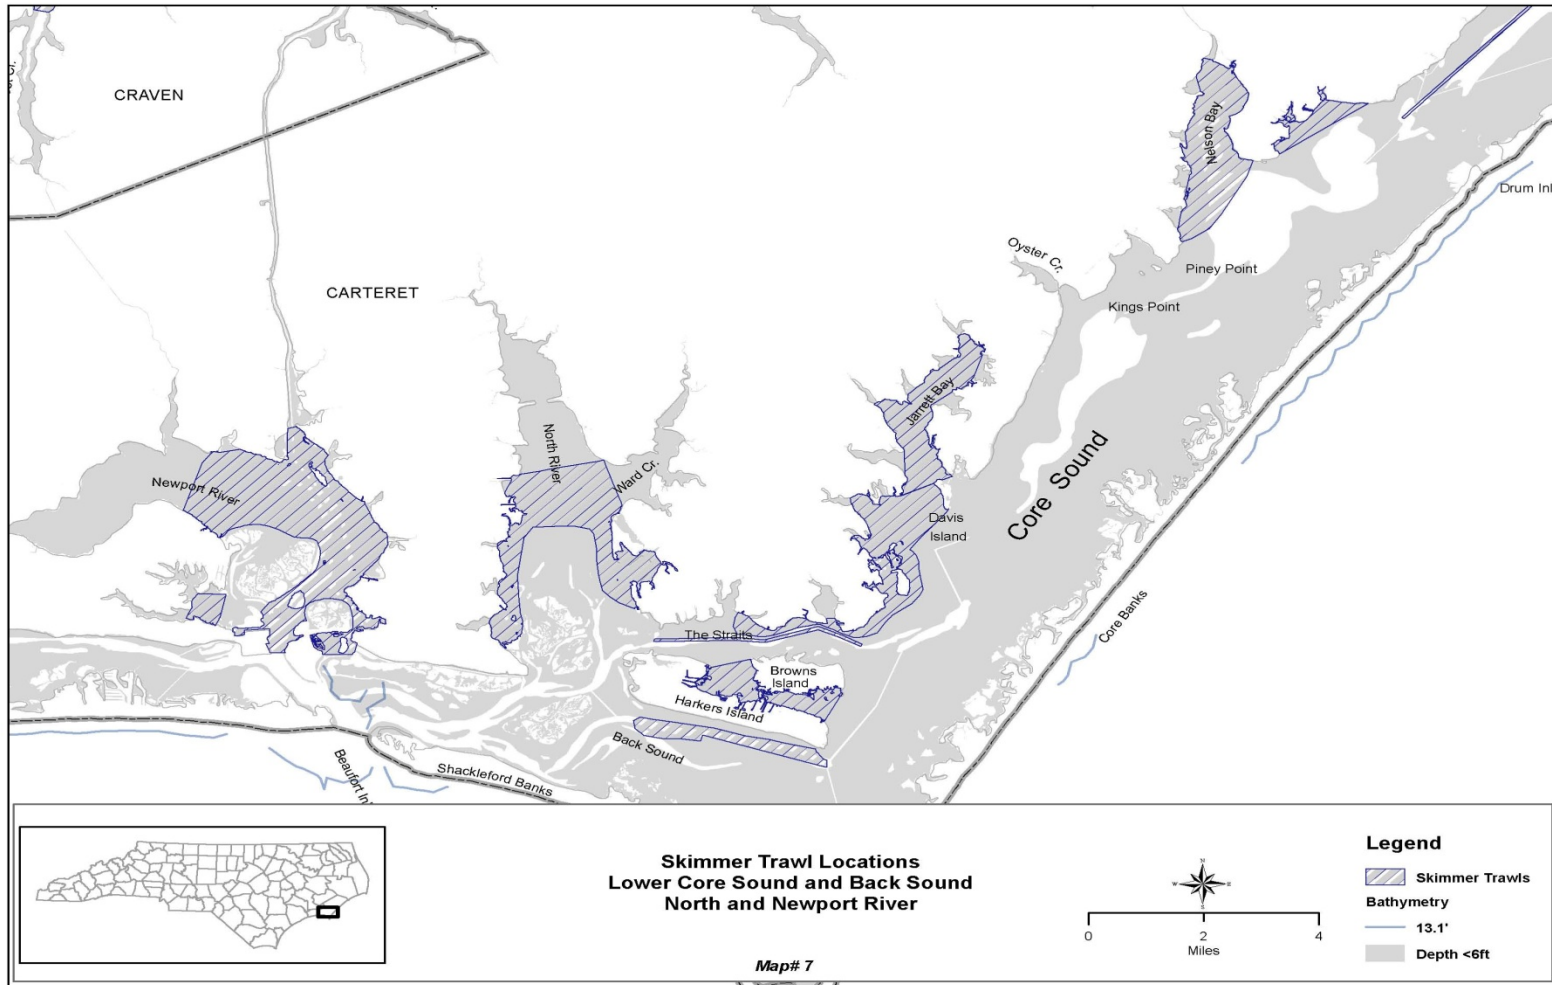 CRAVEN
CARTERET
Nelson Bay
Drum Inl
Oyster Cr.
Piney Point
Kings Point
Jarrett Bay
Core Sound
North River
Ward Cr.
Newport River
Davis
Island
Core Banks
The Straits
Browns
Island
Harkers Island
Back Sound
Shackleford Banks
Beaufort Inl
Skimmer Trawl Locations
Lower Core Sound and Back Sound
North and Newport River
Map# 7
N
W
E
S
0
2
4
Miles
Legend
Skimmer Trawls
Bathymetry
13.1'
Depth <6ft